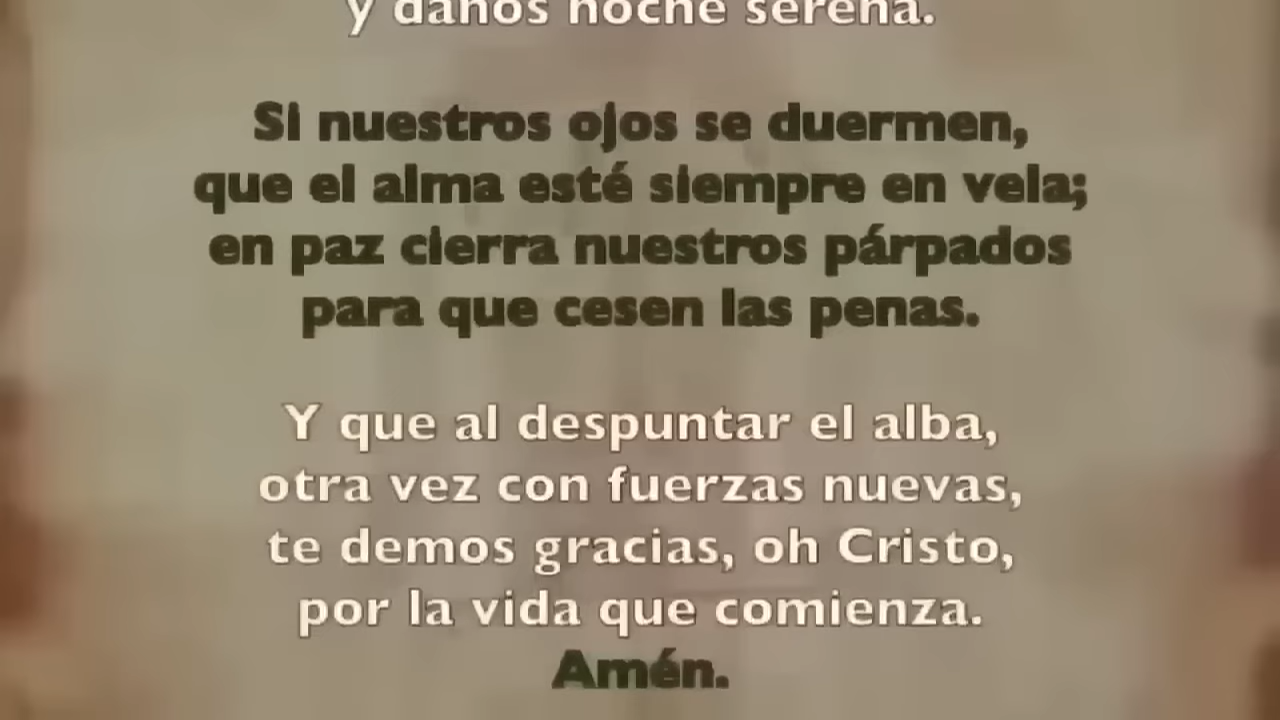 y danos noche serena.
Si nuestros ojos se duermen,
que el alma esté siempre en vela;
en paz cierra nuestros párpados
para que cesen las penas.
Y que al despuntar el alba,
otra vez con fuerzas nuevas,
te demos gracias, oh Cristo,
por la vida que comienza.
Amén.